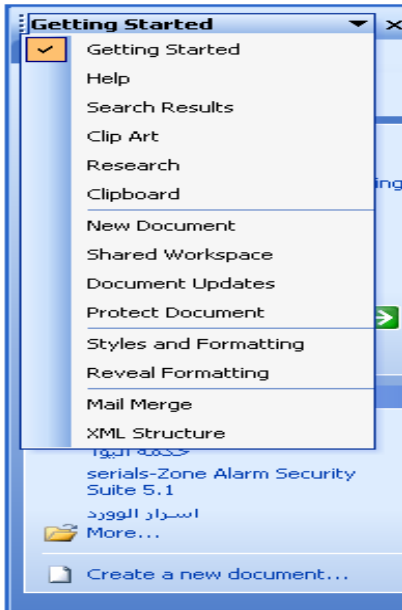 Getting Started
Getting Started
Help
Search Results
Clip Art
Research
Clipboard
ing
New Document
Shared Workspace
Document Updates
Protect Document
Styles and Formatting
Reveal Formatting
Mail Merge
XML Structure
serials-Zone Alarm Security
Suite 5.1
اسرار الوورد
More...
Create a new document...